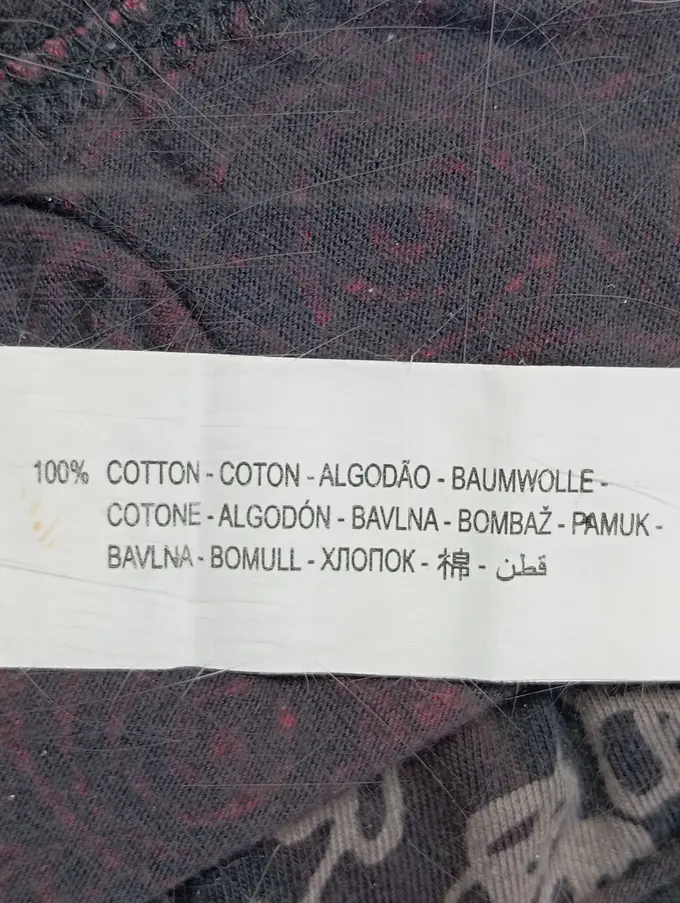 100% COTTON - COTON - ALGODÃO - BAUMWOLLE -
COTONE - ALGODÓN - BAVLNA - BOMBAŽ - PAMUK -
BAVLNA - BOMULL - ХЛОПОК - 棉 - قطن